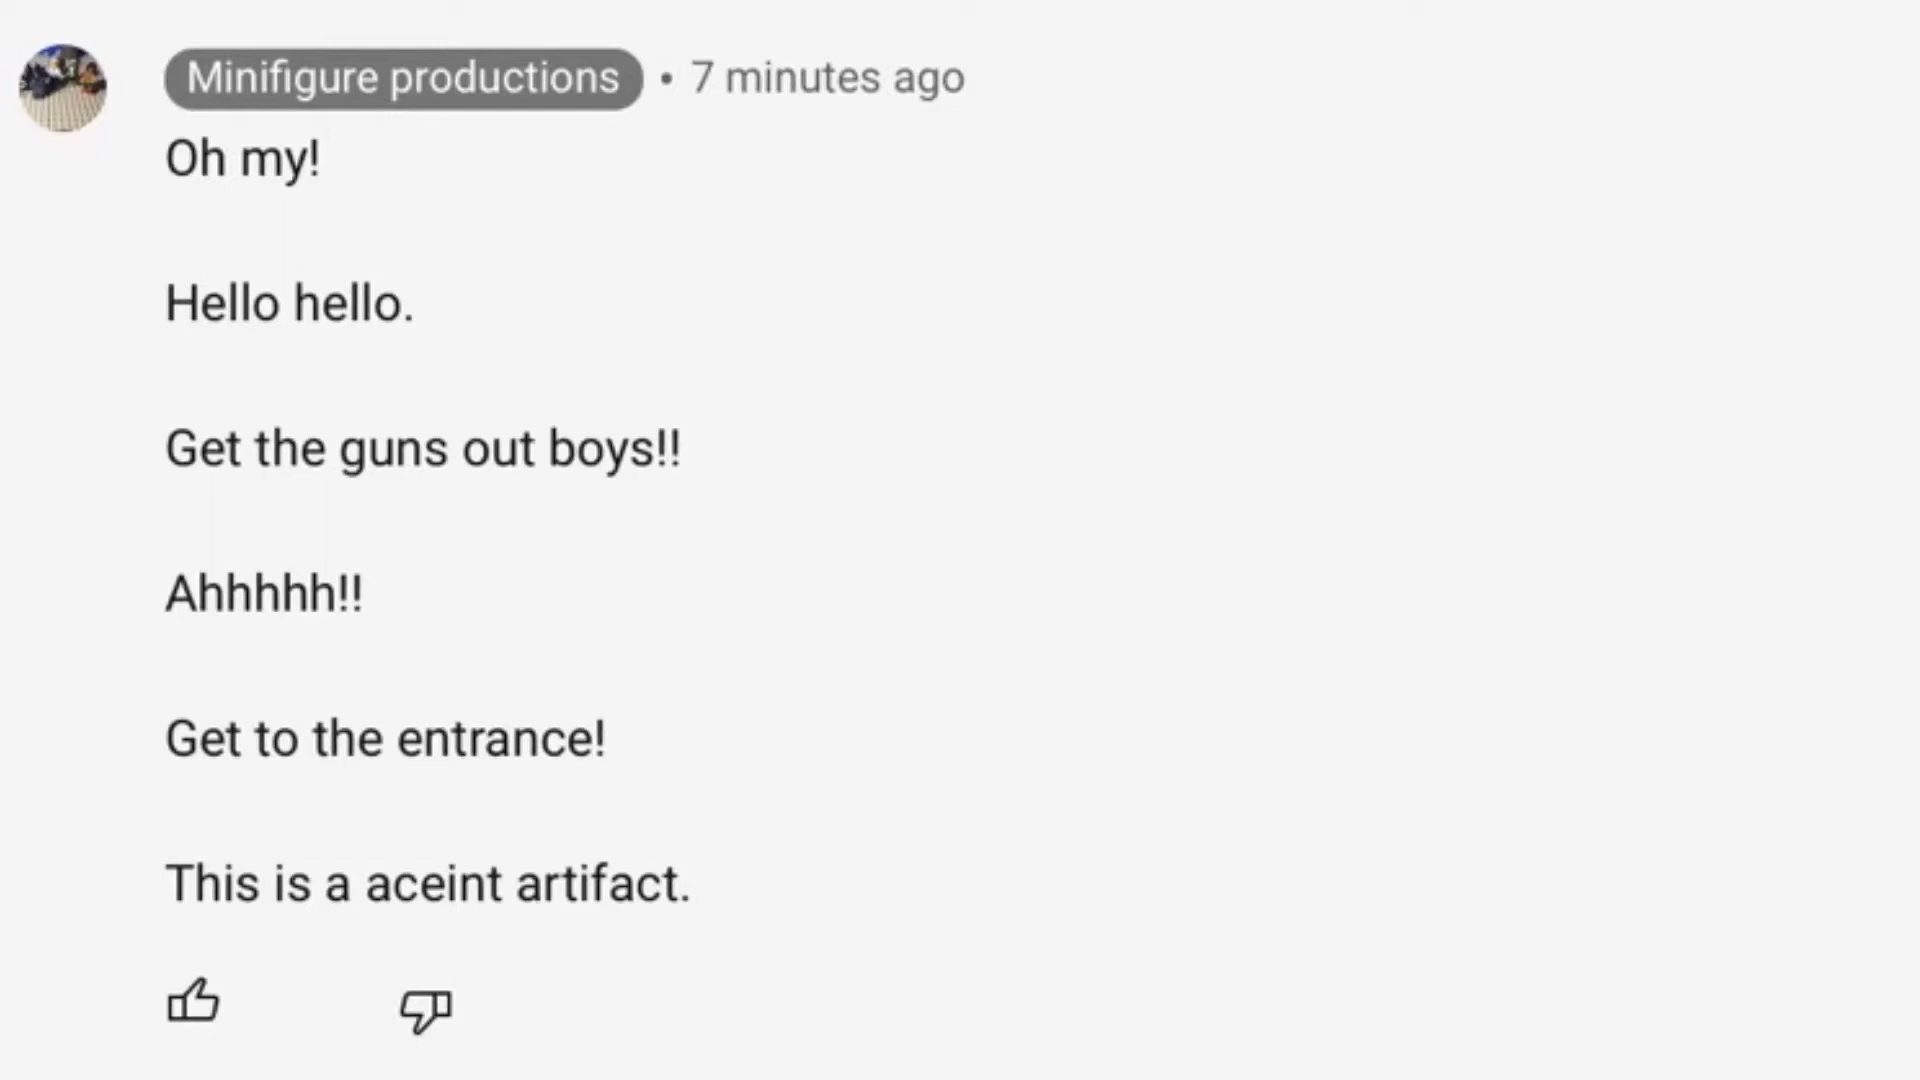 Minifigure productions • 7 minutes ago
Oh my!
Hello hello.
Get the guns out boys!!
Ahhhhh!!
Get to the entrance!
This is a aceint artifact.